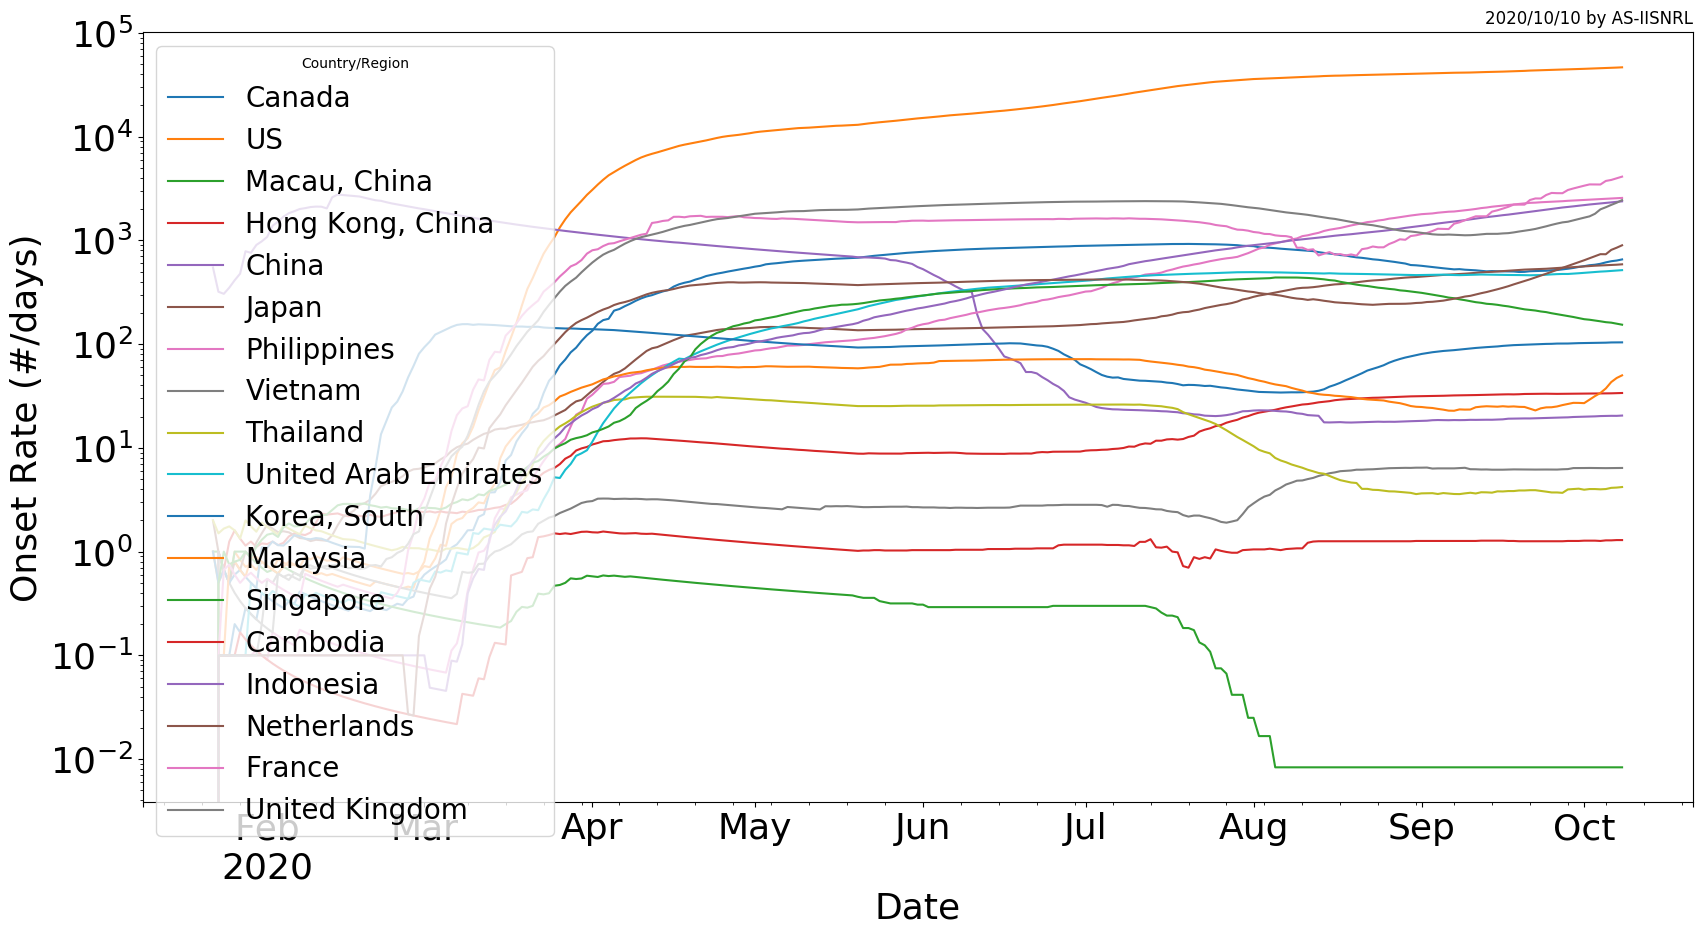 2020/10/10 by AS-IISNRL
Onset Rate (#/days)
10^5
10^4
10^3
10^2
10^1
10^0
10^−1
10^−2
Country/Region
Canada
US
Macau, China
Hong Kong, China
China
Japan
Philippines
Vietnam
Thailand
United Arab Emirates
Korea, South
Malaysia
Singapore
Cambodia
Indonesia
Netherlands
France
United Kingdom
Feb Mar Apr May Jun Jul Aug Sep Oct
2020
Date